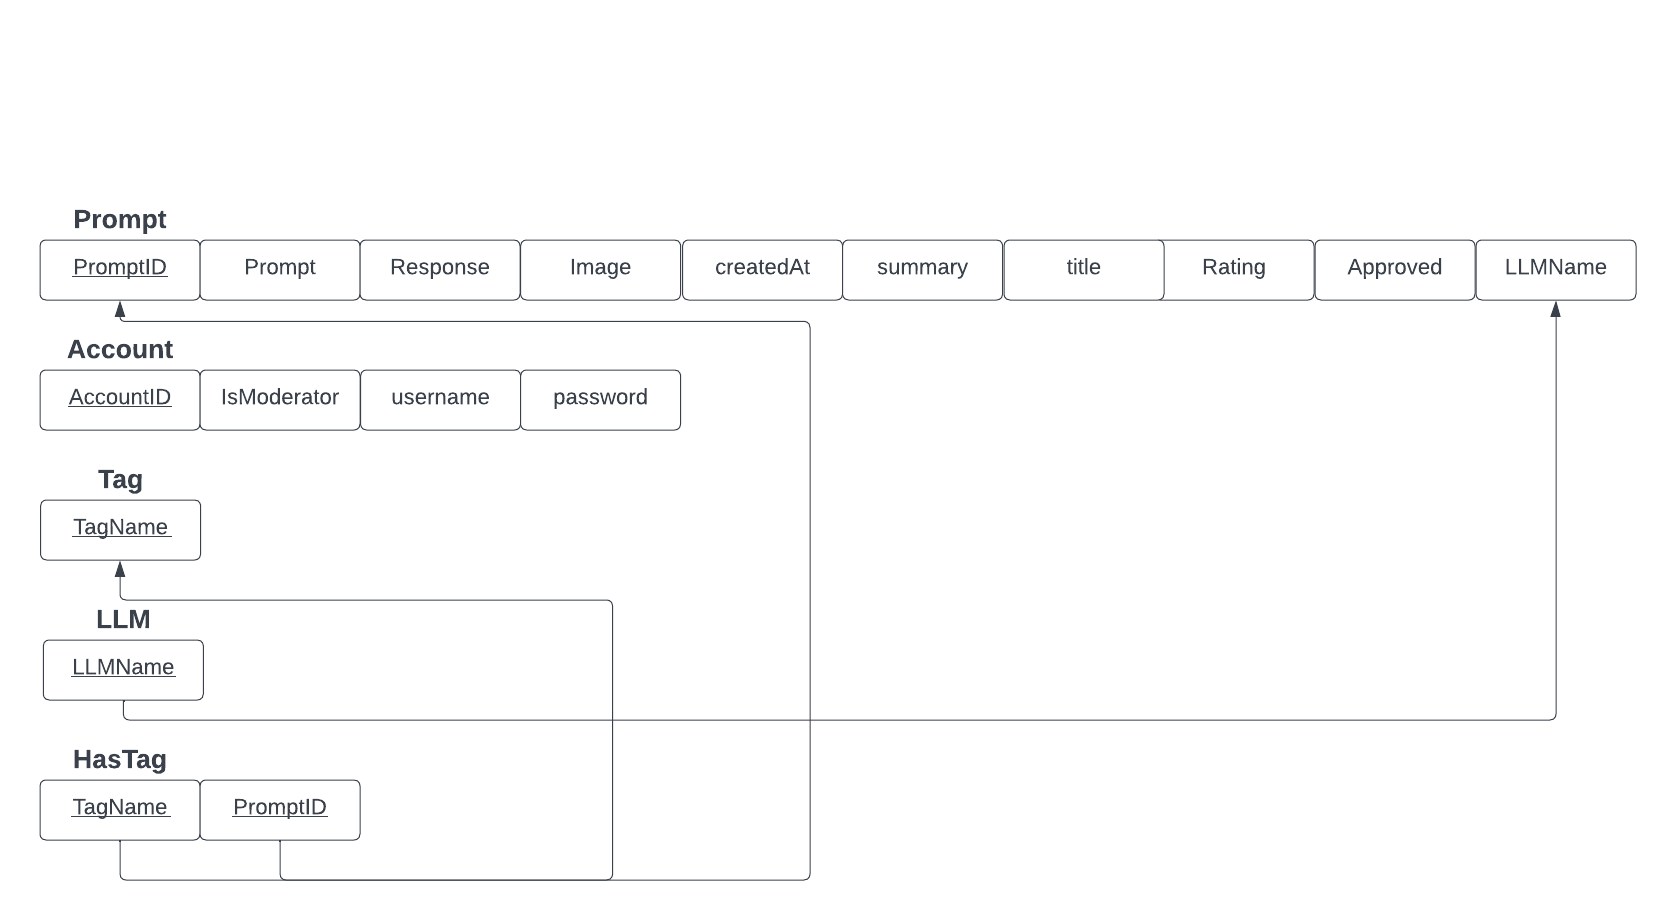 Prompt
PromptID Prompt Response Image createdAt summary title Rating Approved LLMName
Account
AccountID IsModerator username password
Tag
TagName
LLM
LLMName
HasTag
TagName PromptID